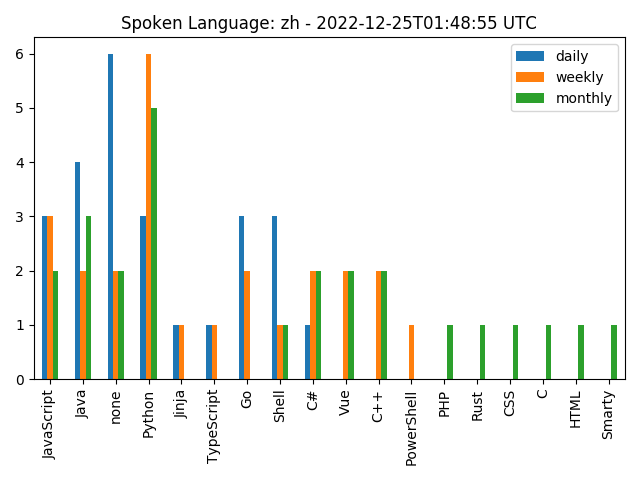 Spoken Language: zh - 2022-12-25T01:48:55 UTC
daily
weekly
monthly
6
5
4
3
2
1
0
JavaScript
Java
none
Python
Jinja
TypeScript
Go
Shell
C#
Vue
C++
PowerShell
PHP
Rust
CSS
C
HTML
Smarty